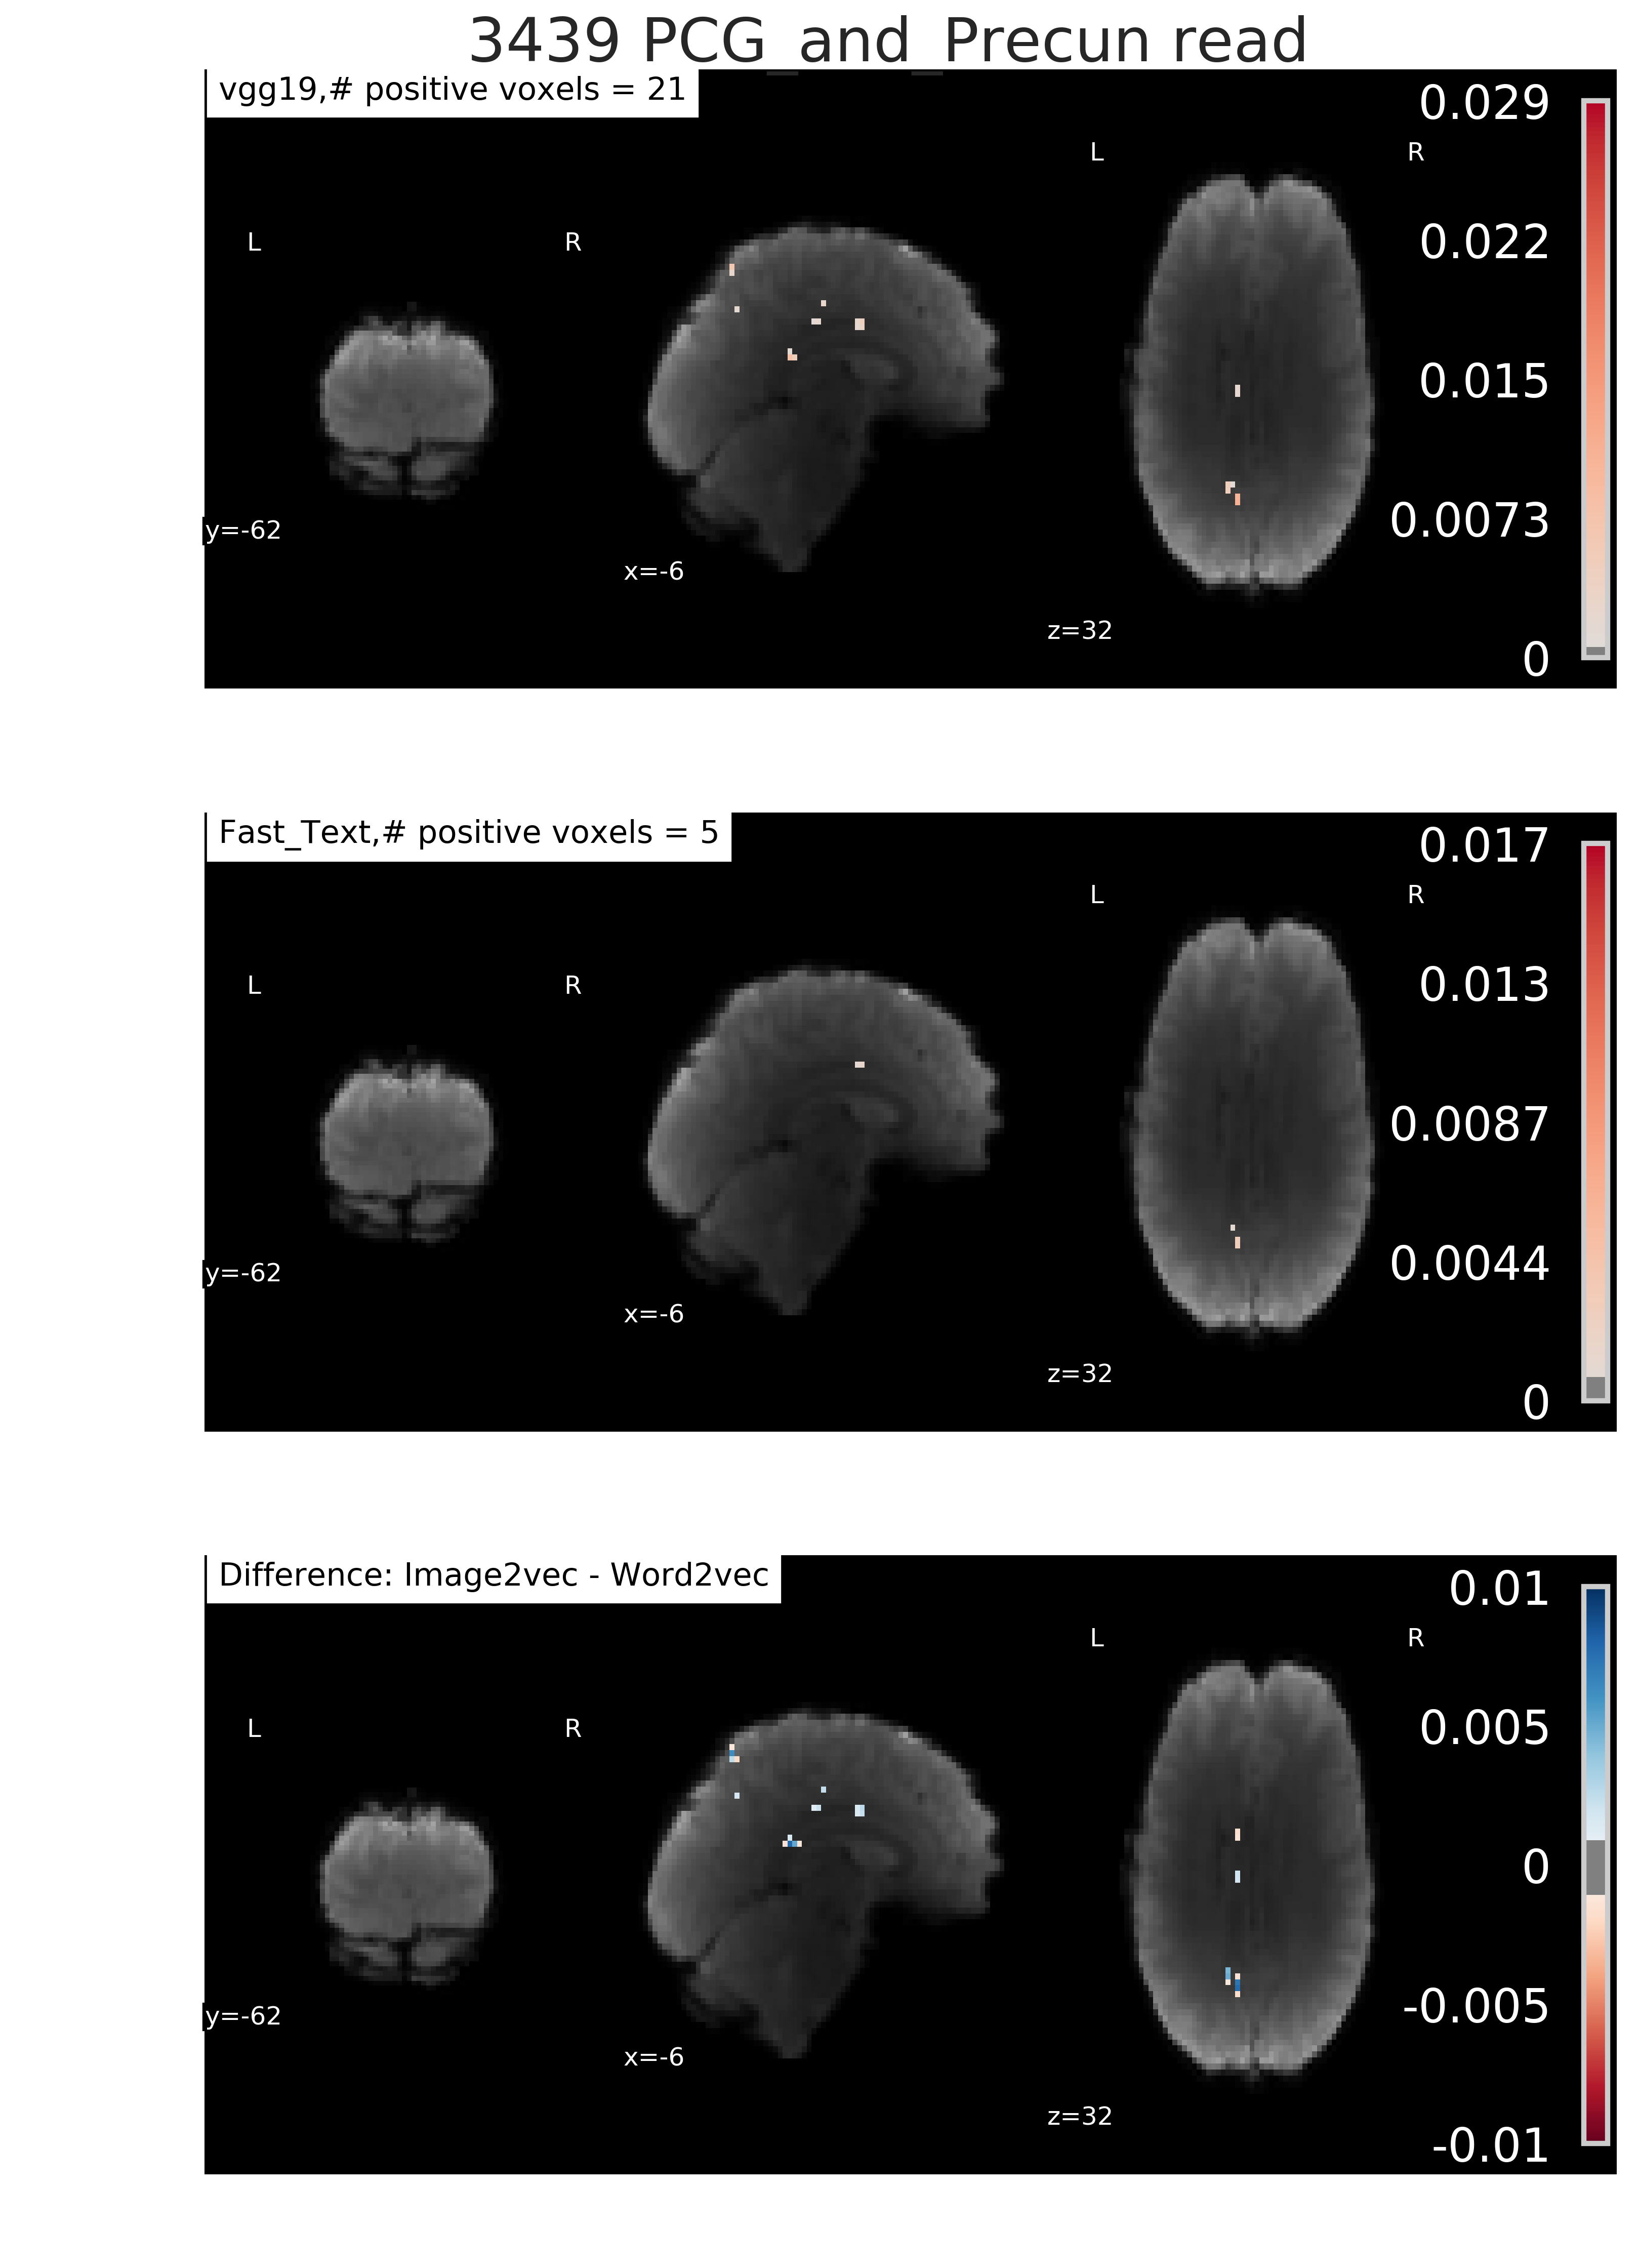 3439 PCG_and_Precun read
vgg19,# positive voxels = 21
L R
L R
y=-62
x=-6
z=32
0.029
0.022
0.015
0.0073
0
Fast_Text,# positive voxels = 5
L R
L R
y=-62
x=-6
z=32
0.017
0.013
0.0087
0.0044
0
Difference: Image2vec - Word2vec
L R
L R
y=-62
x=-6
z=32
0.01
0.005
0
-0.005
-0.01